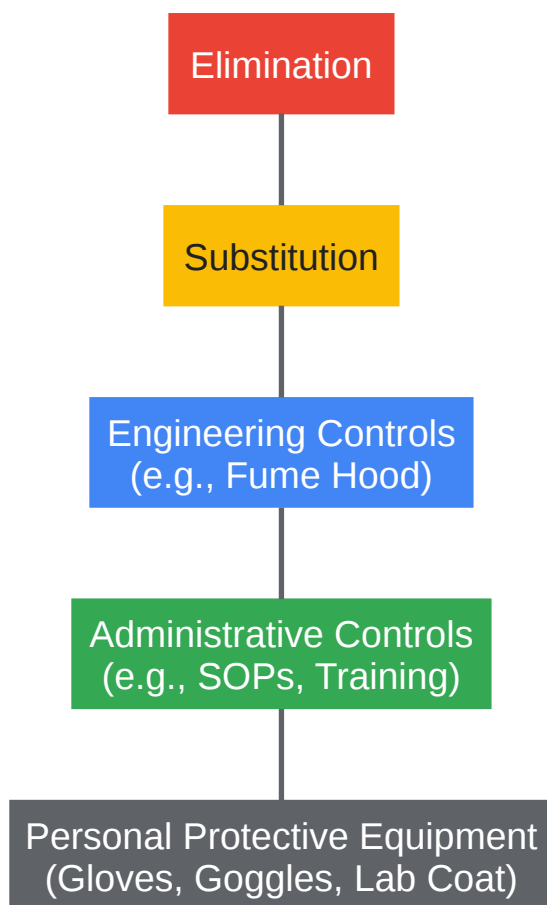 Elimination
Substitution
Engineering Controls
(e.g., Fume Hood)
Administrative Controls
(e.g., SOPs, Training)
Personal Protective Equipment
(Gloves, Goggles, Lab Coat)